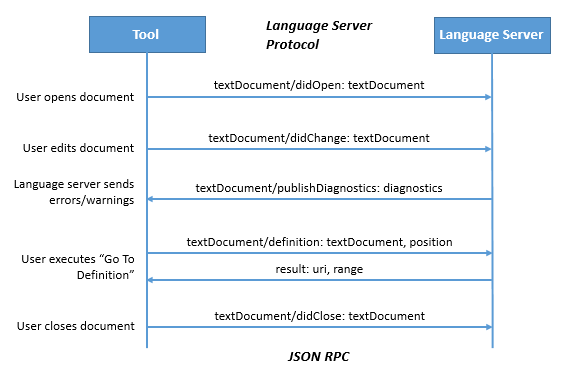 Language Server
Protocol
Tool
Language Server
textDocument/didOpen: textDocument
User opens document
textDocument/didChange: textDocument
User edits document
Language server sends
errors/warnings
textDocument/publishDiagnostics: diagnostics
textDocument/definition: textDocument, position
User executes “Go To
Definition”
result: uri, range
textDocument/didClose: textDocument
User closes document
JSON RPC